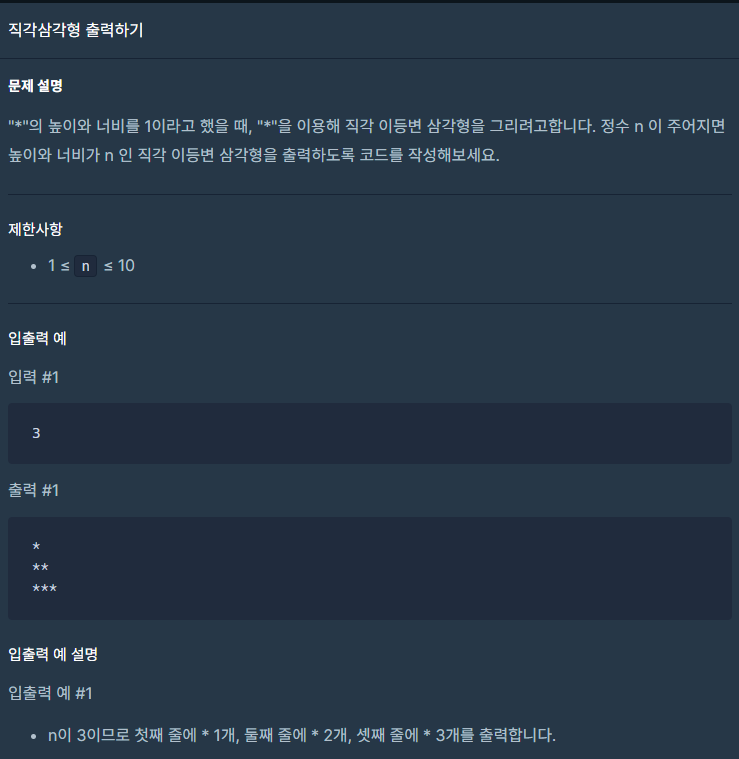 직각삼각형 출력하기
문제 설명
"*"의 높이와 너비를 1이라고 했을 때, "*"을 이용해 직각 이등변 삼각형을 그리려고합니다. 정수 n 이 주어지면
높이와 너비가 n 인 직각 이등변 삼각형을 출력하도록 코드를 작성해보세요.
제한사항
• 1 ≤ n ≤ 10
입출력 예
입력 #1
3
출력 #1
*
**
***
입출력 예 설명
입출력 예 #1
• n이 3이므로 첫째 줄에 * 1개, 둘째 줄에 * 2개, 셋째 줄에 * 3개를 출력합니다.